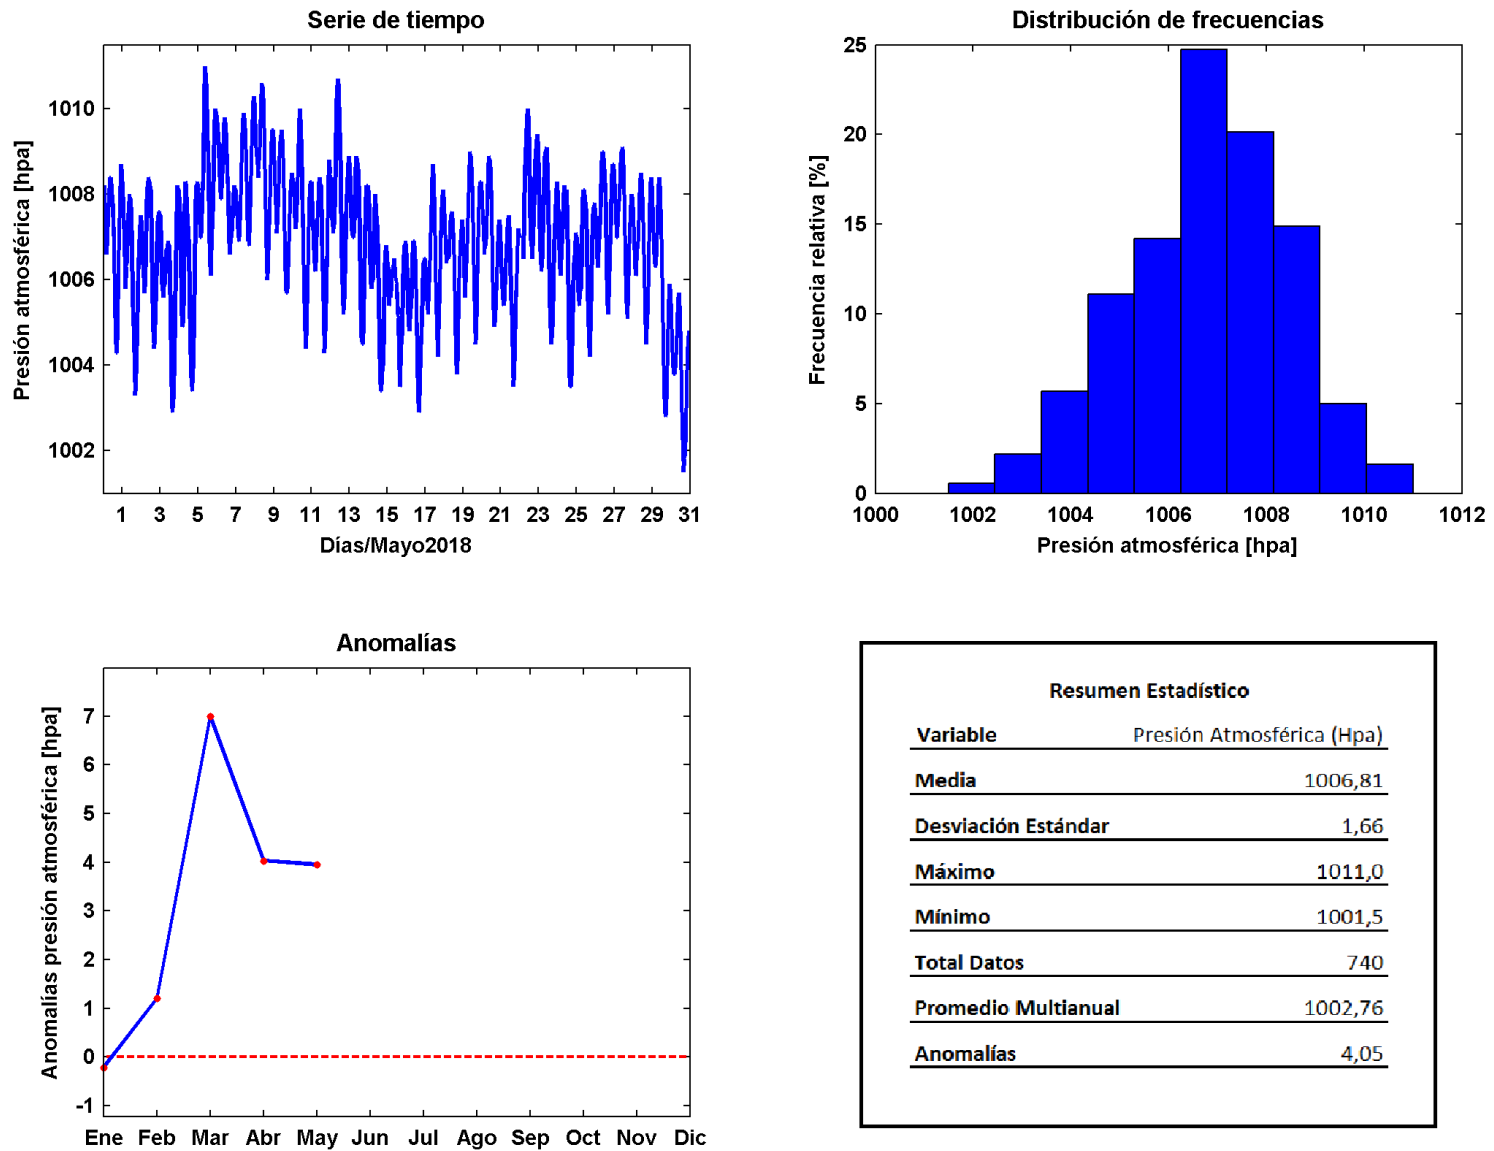 Serie de tiempo
Presión atmosférica [hpa]
1010
1008
1006
1004
1002
1 3 5 7 9 11 13 15 17 19 21 23 25 27 29 31
Días/Mayo2018
Distribución de frecuencias
Frecuencia relativa [%]
25
20
15
10
5
0
1000 1002 1004 1006 1008 1010 1012
Presión atmosférica [hpa]
Anomalías
Anomalías presión atmosférica [hpa]
7
6
5
4
3
2
1
0
-1
Ene Feb Mar Abr May Jun Jul Ago Sep Oct Nov Dic
Resumen Estadístico
Variable Presión Atmosférica (Hpa)
Media 1006,81
Desviación Estándar 1,66
Máximo 1011,0
Mínimo 1001,5
Total Datos 740
Promedio Multianual 1002,76
Anomalías 4,05